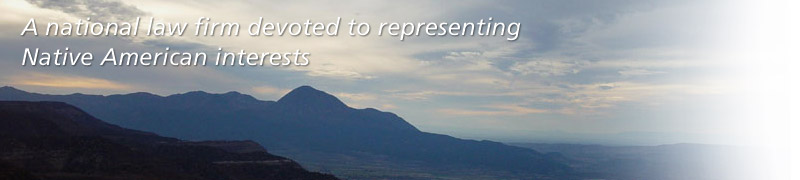 A national law firm devoted to representing
Native American interests